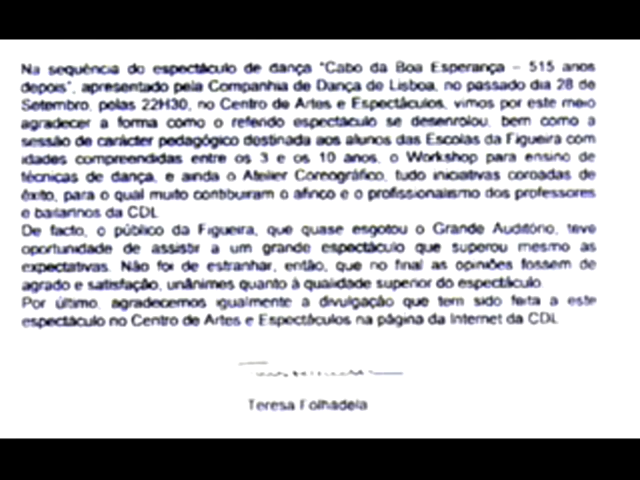 Na sequência do espectáculo de dança "Cabo da Boa Esperança – 515 anos
depois", apresentado pela Companhia de Dança de Lisboa, no passado dia 28 de
Setembro, pelas 22H30, no Centro de Artes e Espectáculos, vimos por este meio
agradecer a forma como o referido espectáculo se desenrolou, bem como a
sessão de carácter pedagógico destinada aos alunos das Escolas da Figueira com
idades compreendidas entre os 3 e os 10 anos, o Workshop para ensino de
técnicas de dança, e ainda o Atelier Coreográfico, tudo iniciativas coroadas de
êxito, para o qual muito contibuiram o afinco e o profissionalismo dos professores
e bailarinos da CDL
De facto, o público da Figueira, que quase esgotou o Grande Auditório, teve
oportunidade de assistir a um grande espectáculo que superou mesmo as
expectativas. Não foi de estranhar, então, que no final as opiniões fossem de
agrado e satisfação, unânimes quanto à qualidade superior do espectáculo
Por último, agradecemos igualmente a divulgação que tem sido feita a este
espectáculo no Centro de Artes e Espectáculos na página da Internet da CDL
Teresa Folhadela